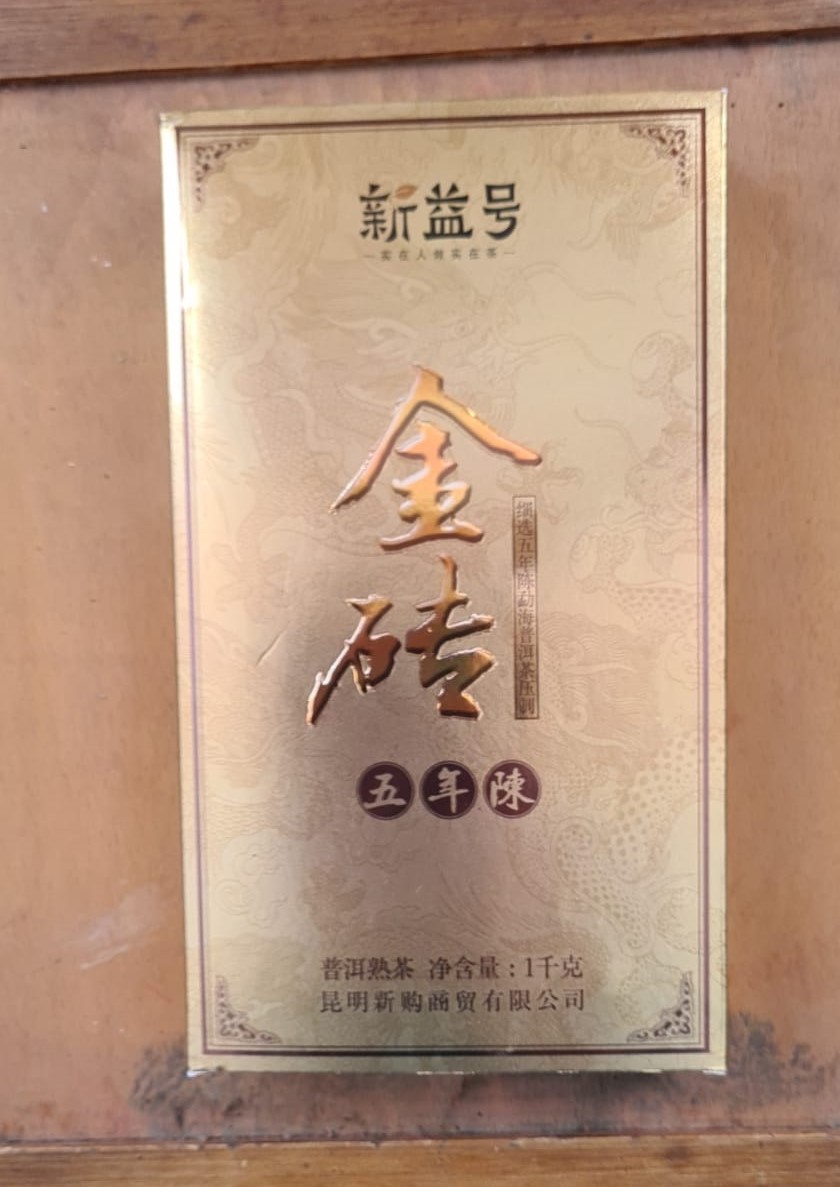 新益号
—实在人做实在茶—
金砖
细选五年陈勐海普洱茶压制
五年陳
普洱熟茶 净含量：1千克
昆明新购商贸有限公司